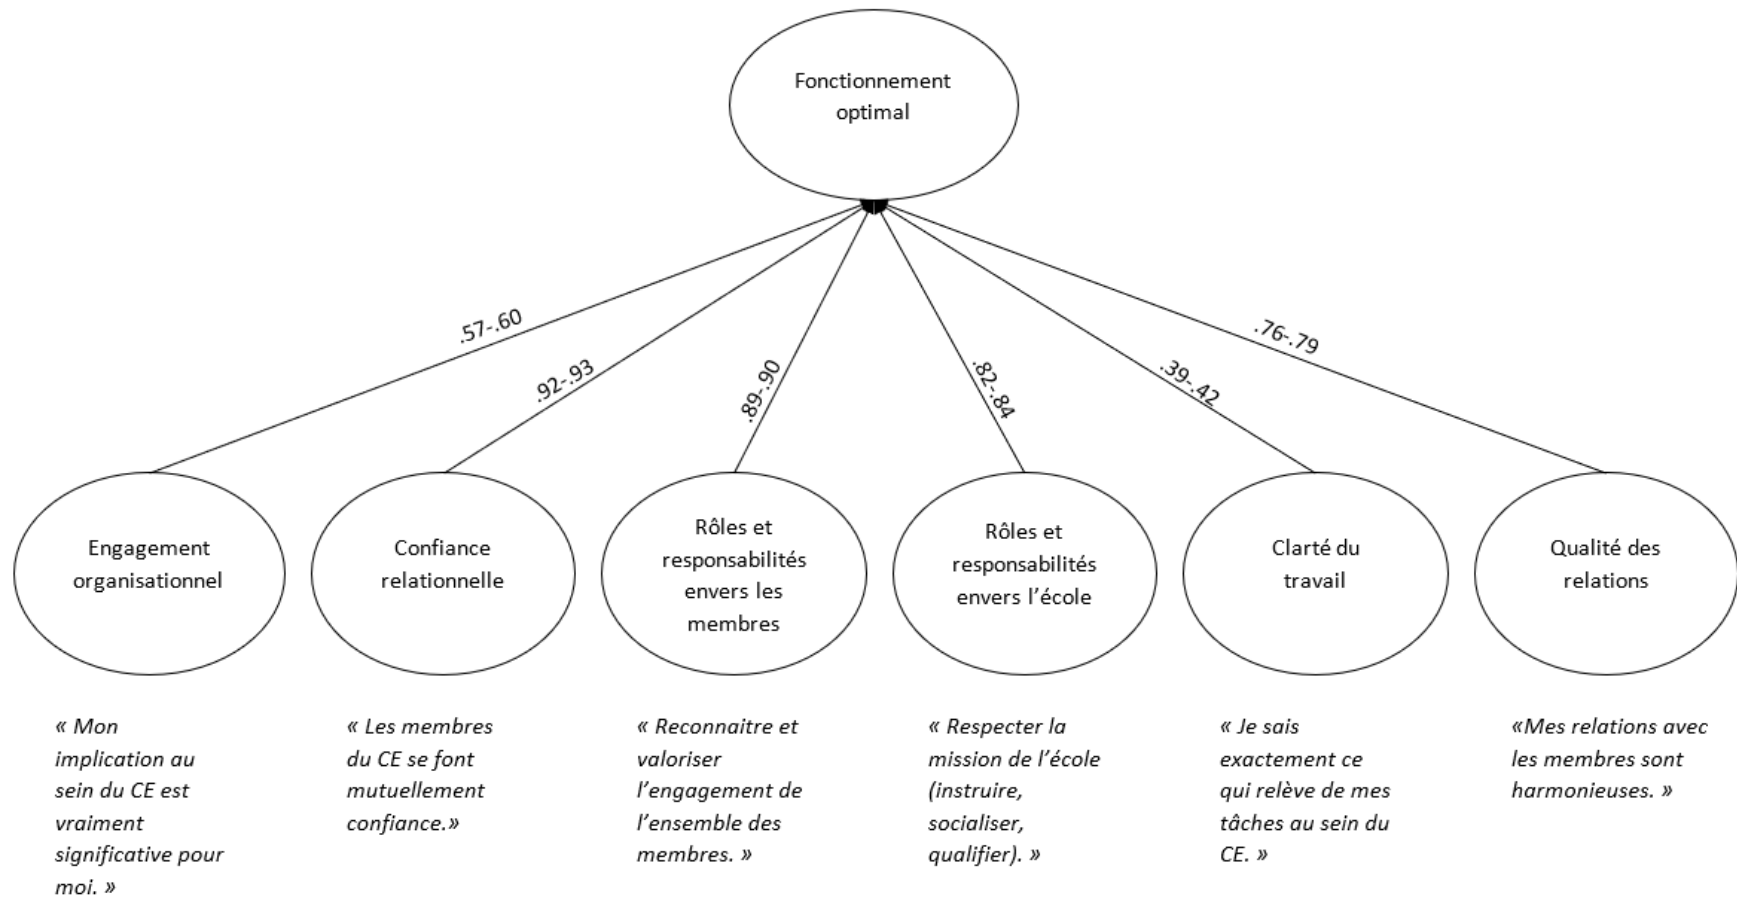 Fonctionnement
optimal
.57-.60
.92-.93
.89-.90
.82-.84
.39-.42
.76-.79
Engagement
organisationnel
Confiance
relationnelle
Rôles et
responsabilités
envers les
membres
Rôles et
responsabilités
envers l’école
Clarté du
travail
Qualité des
relations
« Mon
implication au
sein du CE est
vraiment
significative pour
moi. »
« Les membres
du CE se font
mutuellement
confiance.»
« Reconnaitre et
valoriser
l’engagement de
l’ensemble des
membres. »
« Respecter la
mission de l’école
(instruire,
socialiser,
qualifier). »
« Je sais
exactement ce
qui relève de mes
tâches au sein du
CE. »
«Mes relations avec
les membres sont
harmonieuses. »